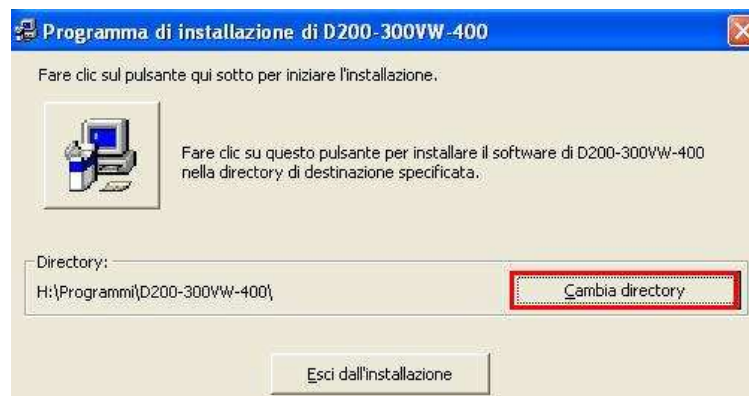 Programma di installazione di D200-300VW-400
Fare clic sul pulsante qui sotto per iniziare l'installazione.
Fare clic su questo pulsante per installare il software di D200-300VW-400
nella directory di destinazione specificata.
Directory:
H:\Programmi\D200-300VW-400\
Cambia directory
Esci dall'installazione